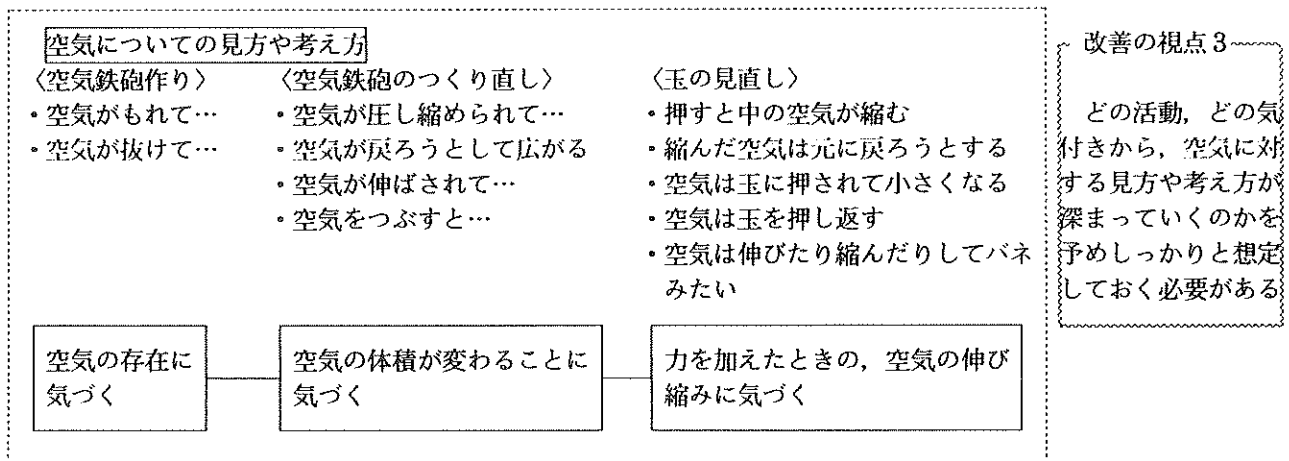 空気についての見方や考え方
〈空気鉄砲作り〉
・空気がもれて…
・空気が抜けて…
〈空気鉄砲のつくり直し〉
・空気が圧し縮められて…
・空気が戻ろうとして広がる
・空気が伸ばされて…
・空気をつぶすと…
〈玉の見直し〉
・押すと中の空気が縮む
・縮んだ空気は元に戻ろうとする
・空気は玉に押されて小さくなる
・空気は玉を押し返す
・空気は伸びたり縮んだりしてバネ
みたい
空気の存在に
気づく
空気の体積が変わることに
気づく
力を加えたときの，空気の伸び
縮みに気づく
改善の視点3
どの活動，どの気
付きから，空気に対
する見方や考え方が
深まっていくのかを
予めしっかりと想定
しておく必要がある